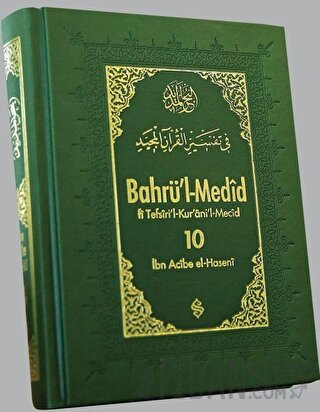 البحر المديد
في تفسير القرآن المجيد
Bahrü'l-Medîd
fî Tefsîri'l-Kur'âni'l-Mecîd
10
İbn Acîbe el-Hasenî